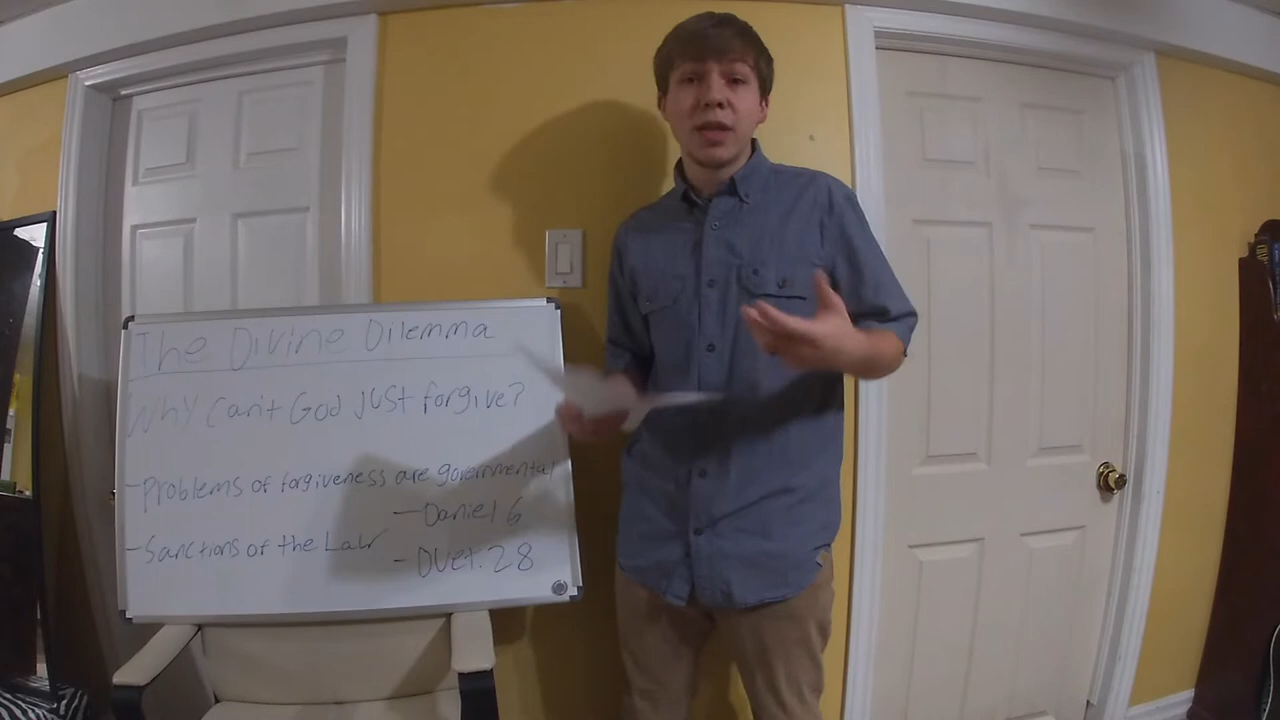 The Divine Dilemma
Why can't God just forgive?
-Problems of forgiveness are governmental
-Daniel 6
-Sanctions of the Law
-Duet. 28